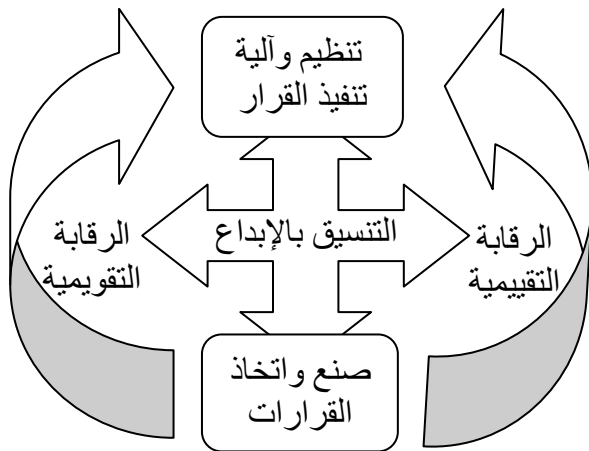 تنظيم وآلية
تنفيذ القرار
الرقابة
التقييمية
التنسيق بالإبداع
الرقابة
التقويمية
صنع واتخاذ
القرارات